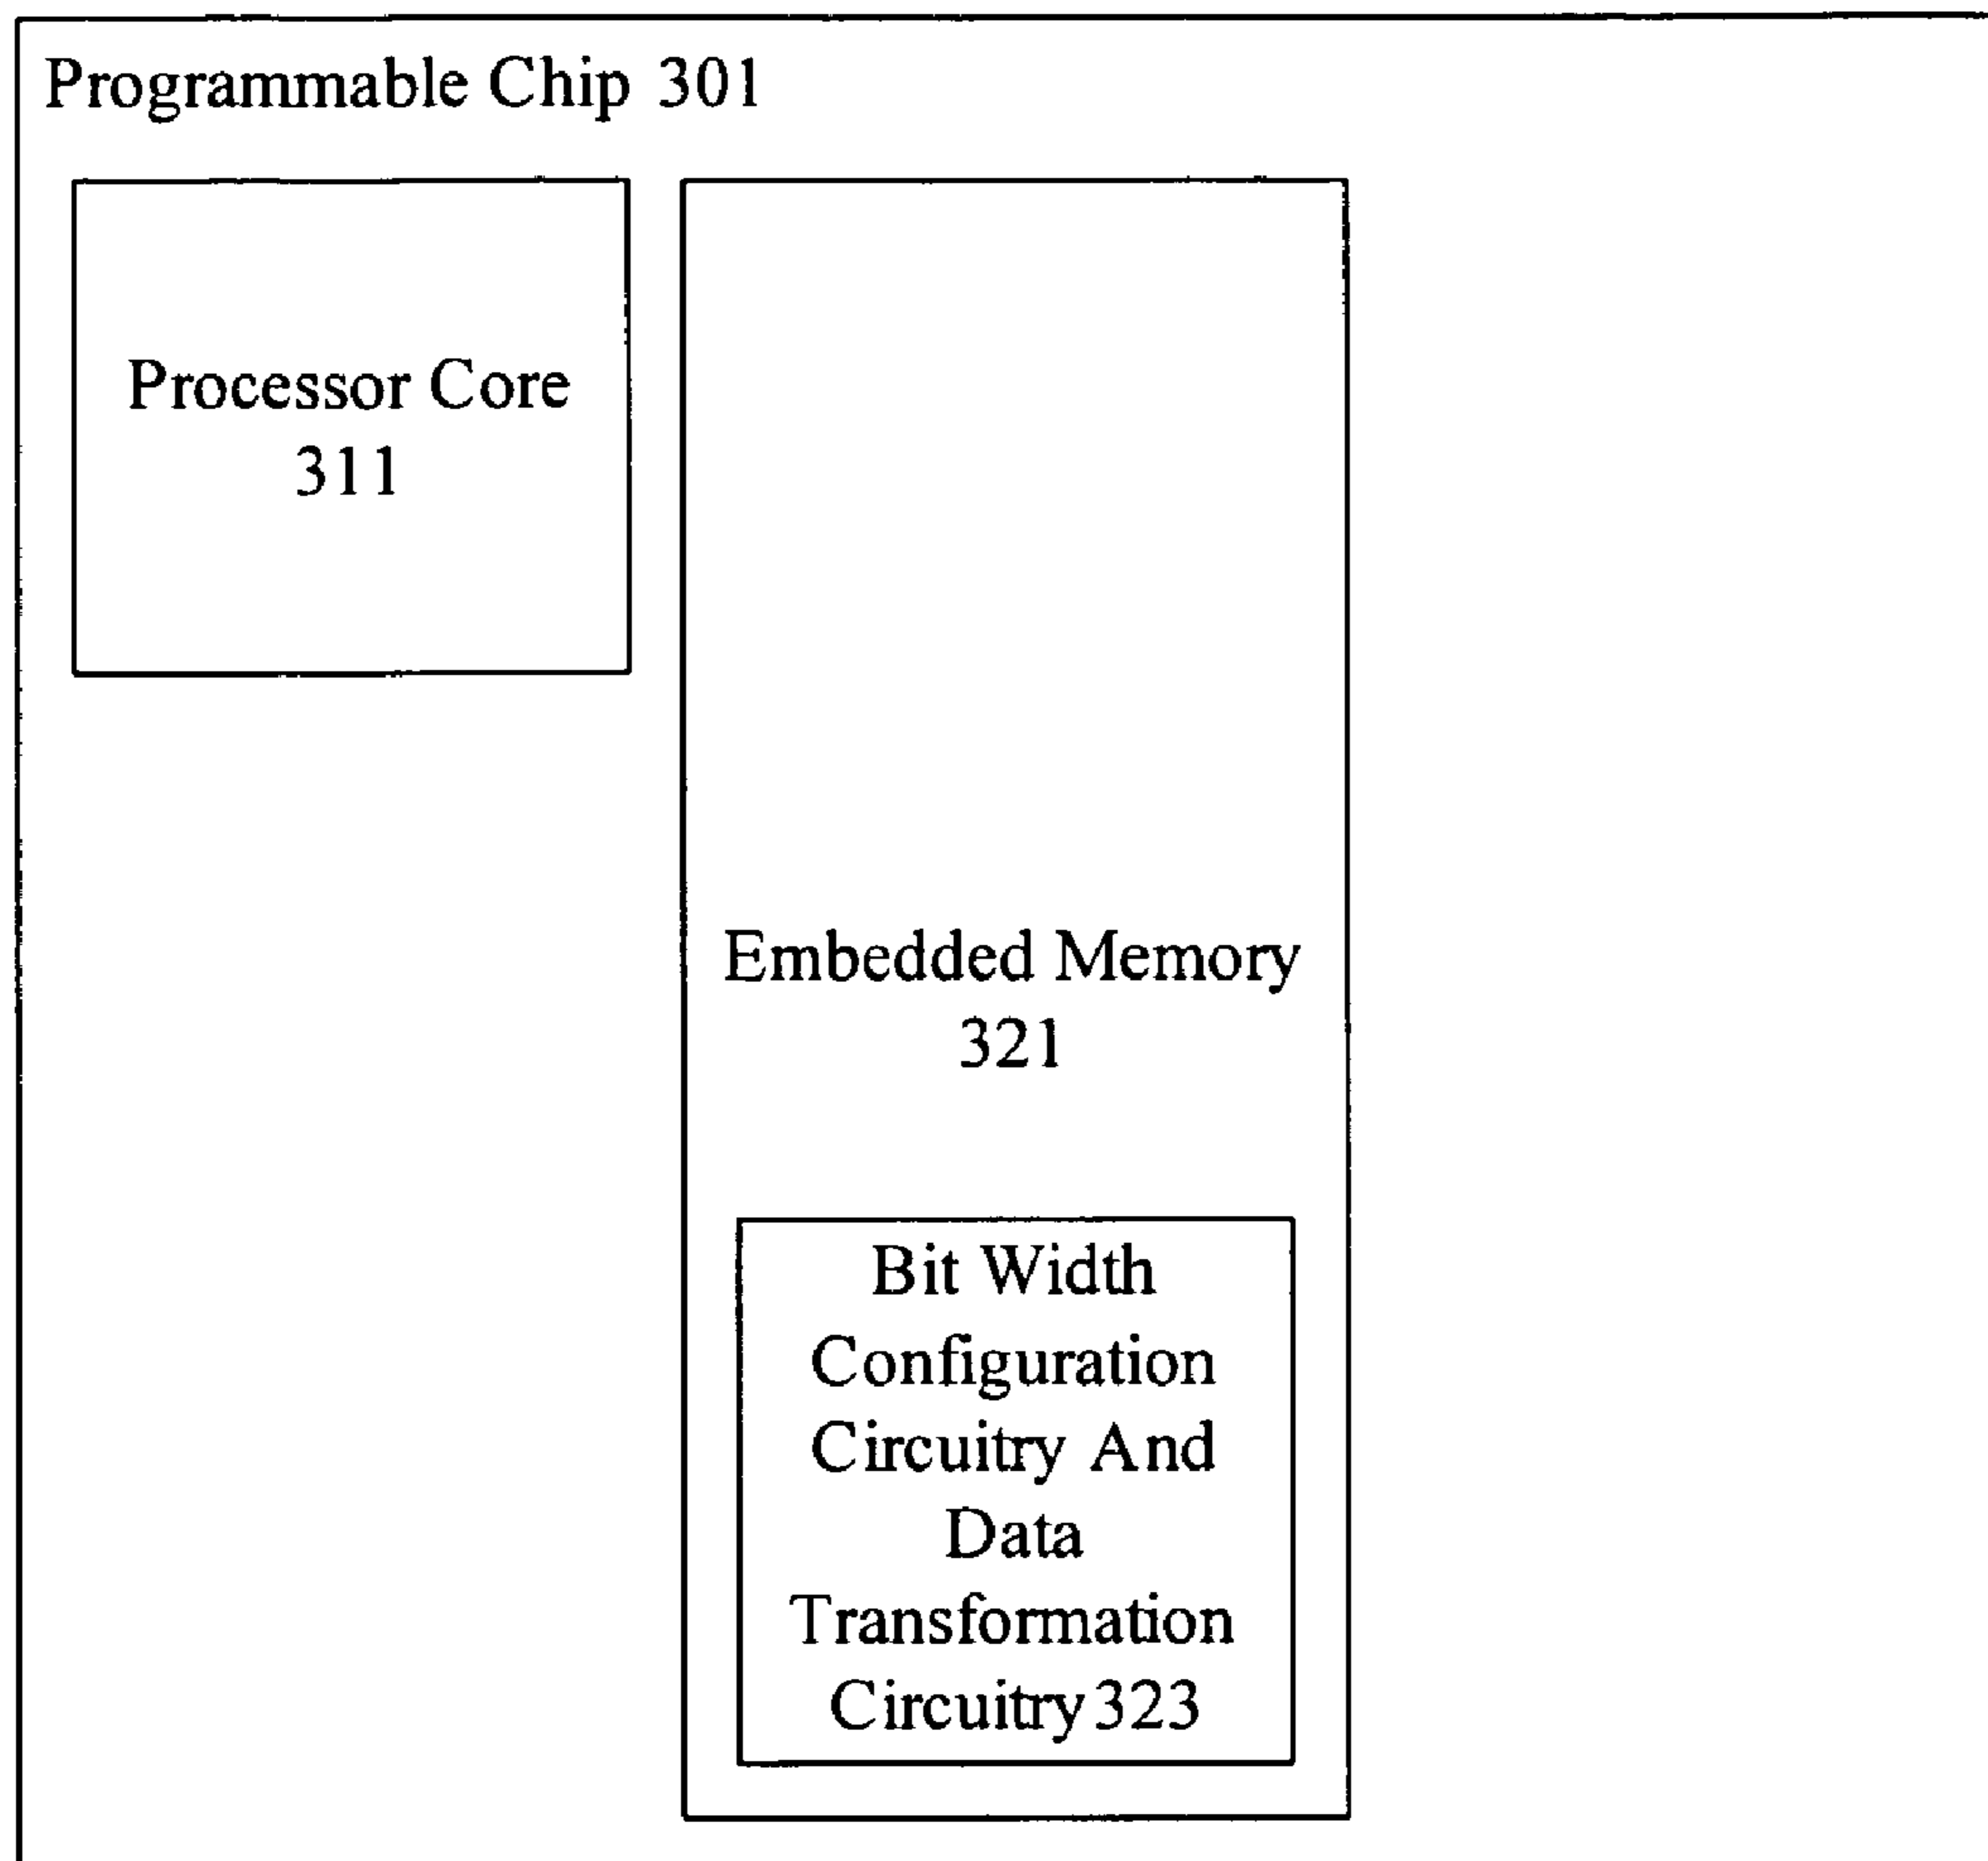 Programmable Chip 301
Processor Core
311
Embedded Memory
321
Bit Width
Configuration
Circuitry And
Data
Transformation
Circuitry 323